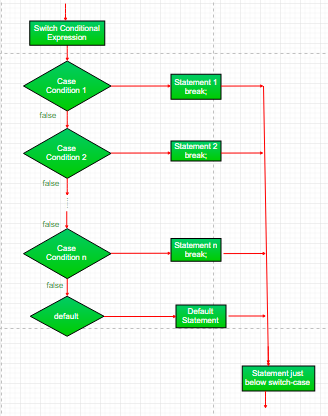 Switch Conditional
Expression
Case
Condition 1
Statement 1
break;
false
Case
Condition 2
Statement 2
break;
false
false
Case
Condition n
Statement n
break;
false
default
Default
Statement
Statement just
below switch-case